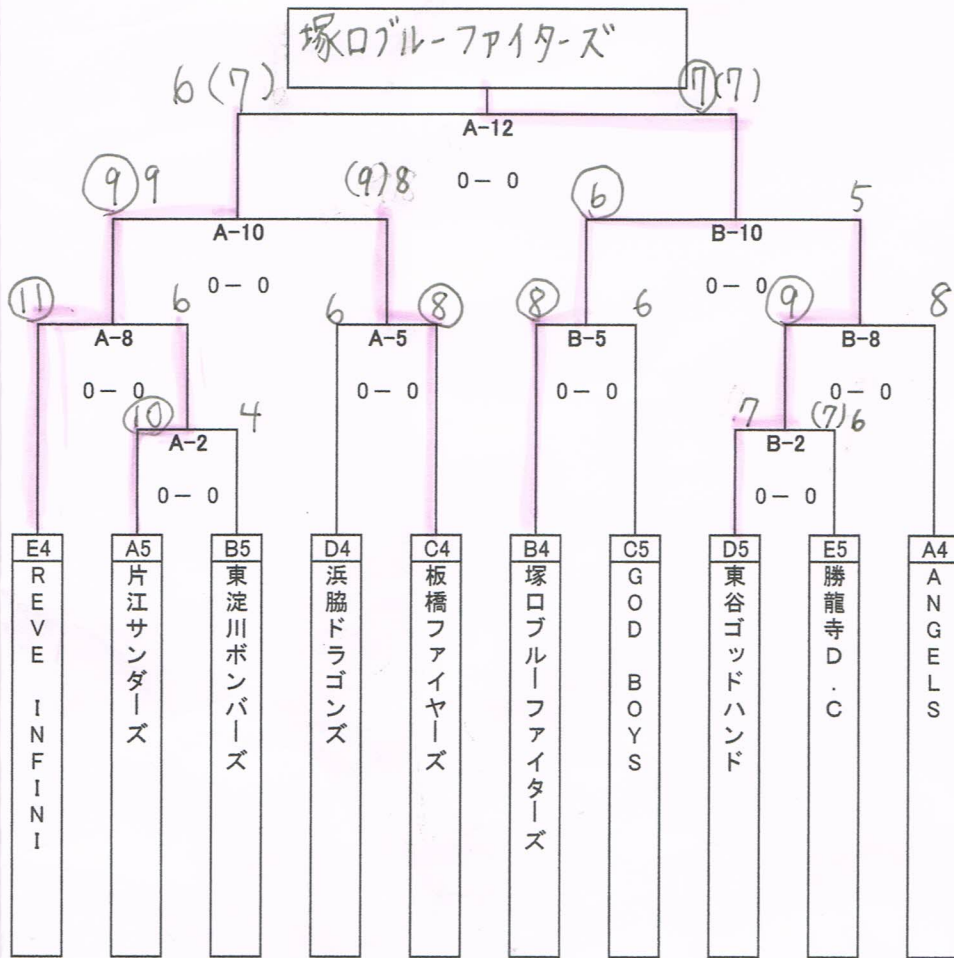 塚口ブルーファイターズ
6(7)
⑦(7)
A-12
⑨9
(9)8
0- 0
⑥
5
A-10
B-10
0- 0
0- 0
⑪
6
6
⑧
⑧
6
⑨
8
A-8
A-5
B-5
B-8
0- 0
0- 0
0- 0
0- 0
⑩
4
7
(7)6
A-2
B-2
0- 0
0- 0
E4
REVE INFINI
A5
片江サンダーズ
B5
東淀川ボンバーズ
D4
浜脇ドラゴンズ
C4
板橋ファイヤーズ
B4
塚口ブルーファイターズ
C5
GOD BOYS
D5
東谷ゴッドハンド
E5
勝龍寺D.C
A4
ANGELS